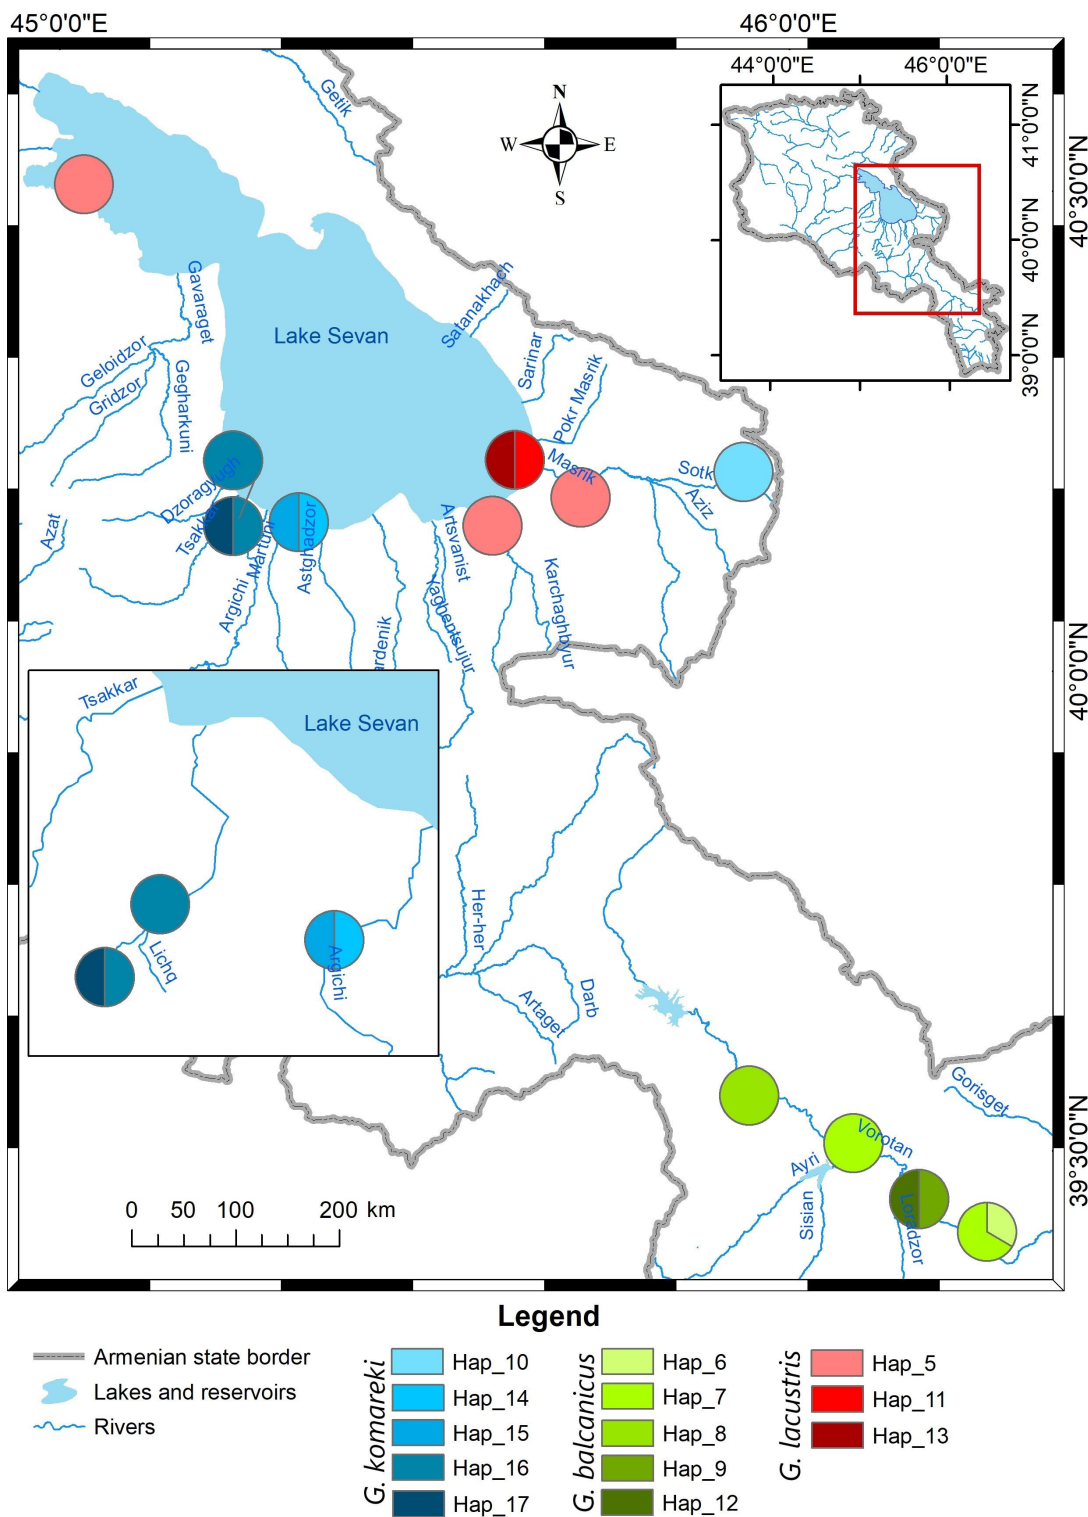 45°0'0"E
46°0'0"E
44°0'0"E
46°0'0"E
41°0'0"N
40°0'0"N
39°0'0"N
40°30'0"N
40°0'0"N
39°30'0"N
N
W
E
S
Getik
Gavaraget
Lake Sevan
Satanakhach
Sarinar
Pokr Masrik
Geloidzor
Gridzor
Gegharkuni
Masrik
Sotk
Aziz
Dzoragyugh
Tsakkar
Azat
Argichi
Martuni
Astghadzor
ardenik
Artsvanist
Karchaghbyur
Tsakkar
Lake Sevan
Lichq
Argichi
Her-her
Artaget
Darb
Gorisget
Vorotan
Ayri
Sisian
Loradzor
0 50 100 200 km
Legend
Armenian state border
Lakes and reservoirs
Rivers
G. komareki
Hap_10
Hap_14
Hap_15
Hap_16
Hap_17
G. balcanicus
Hap_6
Hap_7
Hap_8
Hap_9
Hap_12
G. lacustris
Hap_5
Hap_11
Hap_13